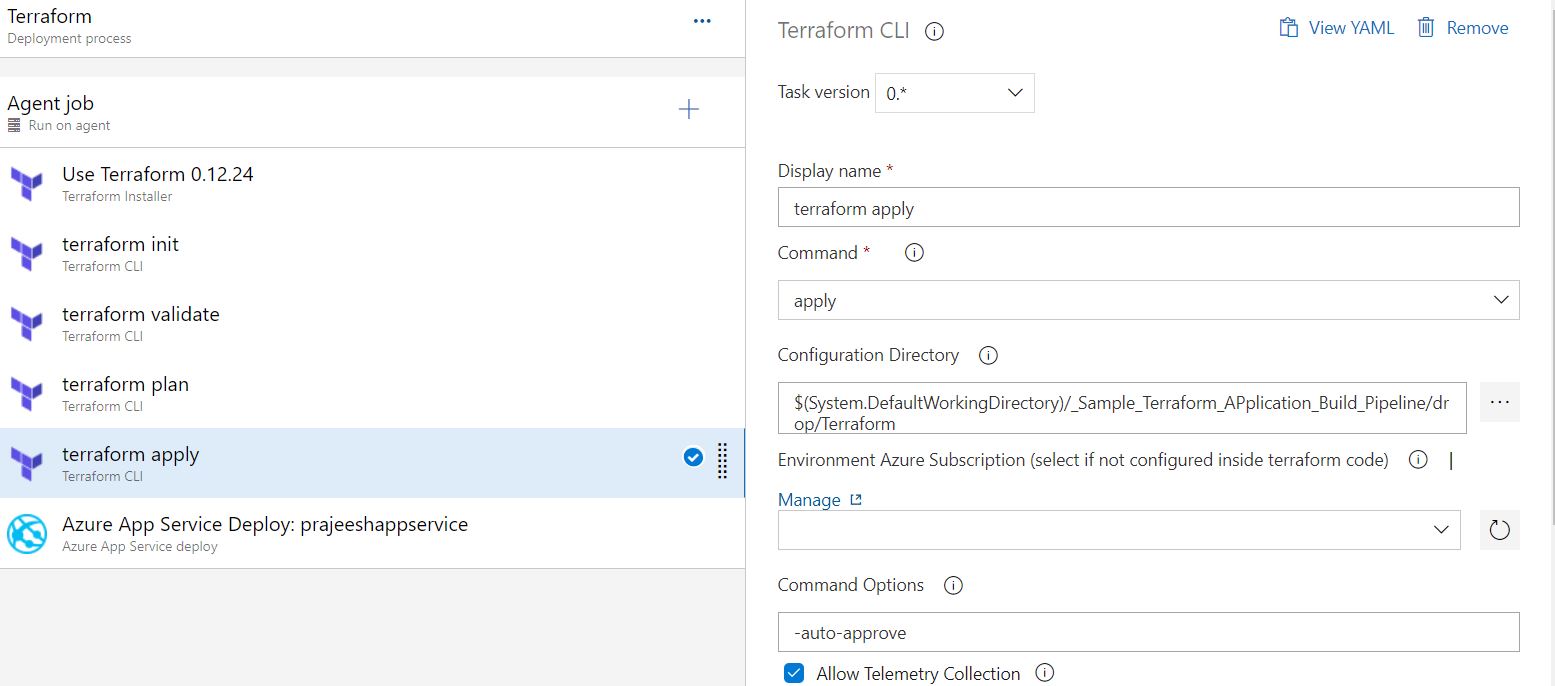 Terraform
Deployment process
Agent job
Run on agent
Use Terraform 0.12.24
Terraform Installer
terraform init
Terraform CLI
terraform validate
Terraform CLI
terraform plan
Terraform CLI
terraform apply
Terraform CLI
Azure App Service Deploy: prajeeshappservice
Azure App Service deploy
Terraform CLI
View YAML
Remove
Task version
0.*
Display name *
terraform apply
Command *
apply
Configuration Directory
$(System.DefaultWorkingDirectory)/_Sample_Terraform_APplication_Build_Pipeline/dr
op/Terraform
Environment Azure Subscription (select if not configured inside terraform code) |
Manage
Command Options
-auto-approve
Allow Telemetry Collection